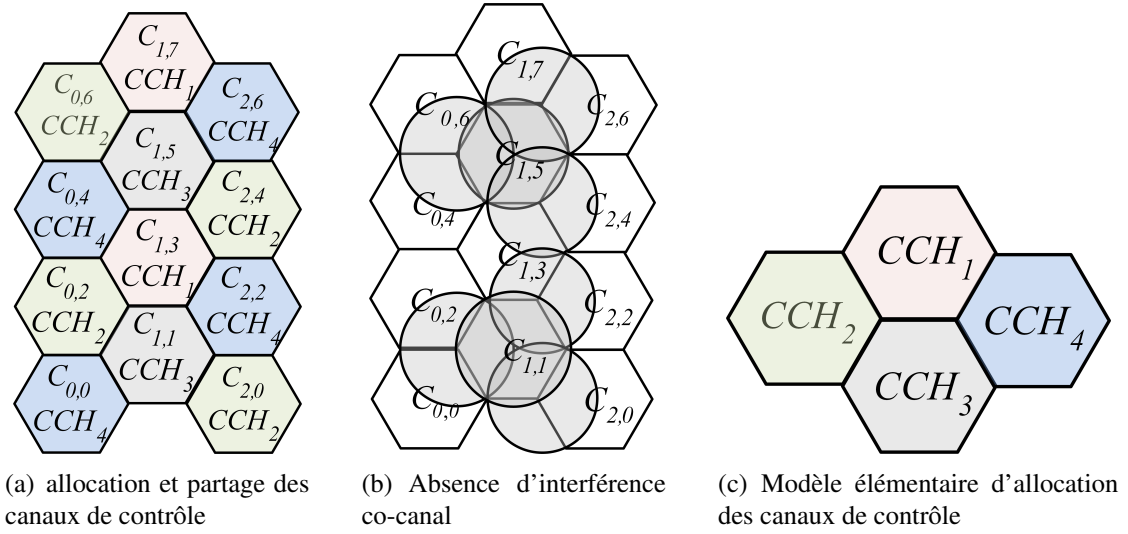 C1,7
CCH1
C0,6
CCH2
C2,6
CCH4
C1,5
CCH3
C0,4
CCH4
C2,4
CCH2
C1,3
CCH1
C0,2
CCH2
C2,2
CCH4
C1,1
CCH3
C0,0
CCH4
C2,0
CCH2
(a) allocation et partage des
canaux de contrôle
C1,7
C0,6
C2,6
C1,5
C0,4
C2,4
C1,3
C0,2
C2,2
C1,1
C0,0
C2,0
(b) Absence d'interférence
co-canal
CCH1
CCH2
CCH4
CCH3
(c) Modèle élémentaire d'allocation
des canaux de contrôle